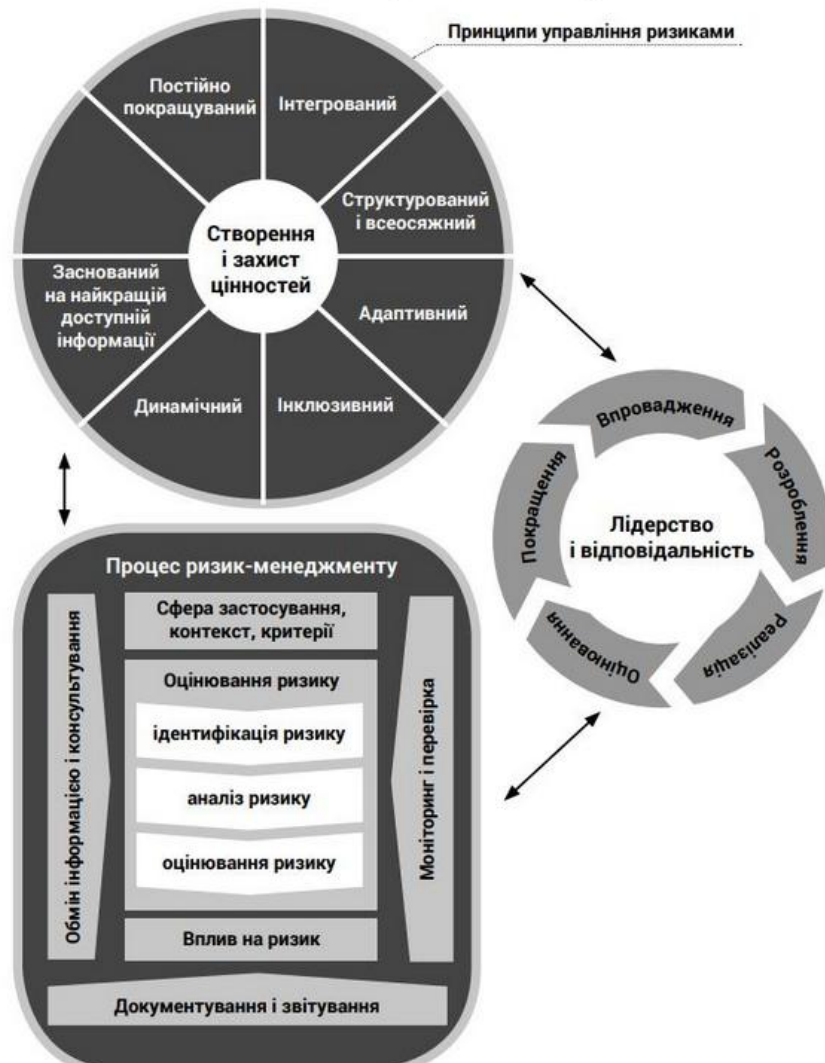 Принципи управління ризиками
Постійно
покращуваний
Інтегрований
Структурований
і всеосяжний
Створення
і захист
цінностей
Заснований
на найкращій
доступній
інформації
Адаптивний
Динамічний
Інклюзивний
Впровадження
Розроблення
Реалізація
Оцінювання
Покращення
Лідерство
і відповідальність
Процес ризик-менеджменту
Обмін інформацією і консультування
Сфера застосування,
контекст, критерії
Оцінювання ризику
ідентифікація ризику
аналіз ризику
оцінювання ризику
Вплив на ризик
Моніторинг і перевірка
Документування і звітування